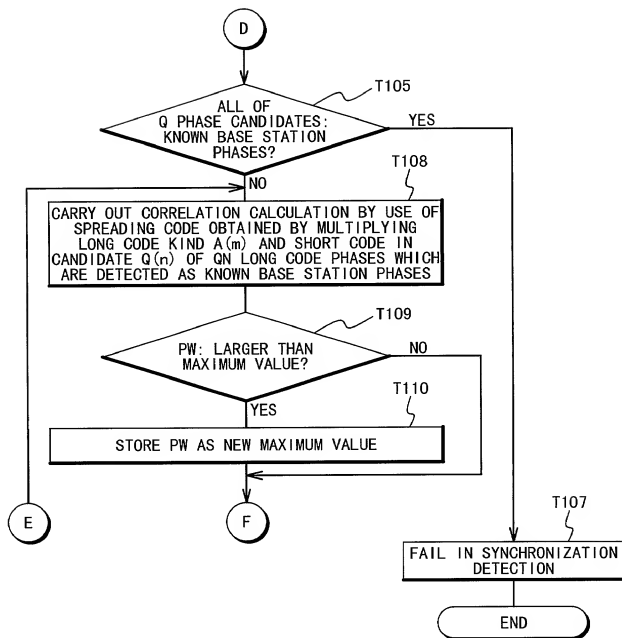 D
T105
ALL OF
Q PHASE CANDIDATES:
KNOWN BASE STATION
PHASES?
YES
NO
T108
CARRY OUT CORRELATION CALCULATION BY USE OF
SPREADING CODE OBTAINED BY MULTIPLYING
LONG CODE KIND A(m) AND SHORT CODE IN
CANDIDATE Q(n) OF QN LONG CODE PHASES WHICH
ARE DETECTED AS KNOWN BASE STATION PHASES
T109
PW: LARGER THAN
MAXIMUM VALUE?
NO
YES
T110
STORE PW AS NEW MAXIMUM VALUE
E
F
T107
FAIL IN SYNCHRONIZATION
DETECTION
END